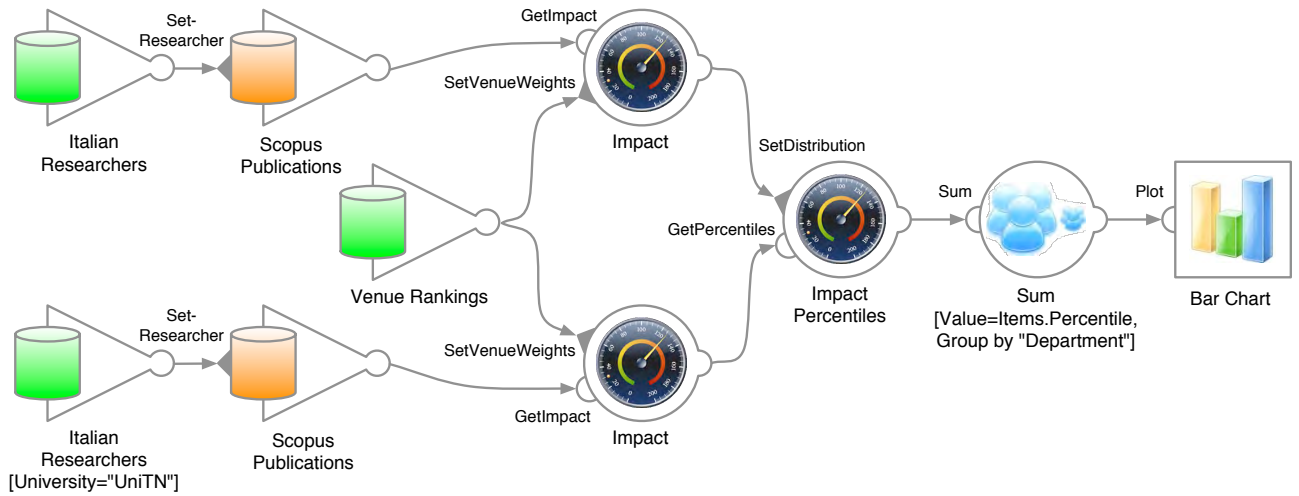 Set-
Researcher
Italian
Researchers
Scopus
Publications
GetImpact
SetVenueWeights
Impact
Venue Rankings
SetDistribution
GetPercentiles
Impact
Percentiles
Sum
Sum
[Value=Items.Percentile,
Group by "Department"]
Plot
Bar Chart
Set-
Researcher
Italian
Researchers
[University="UniTN"]
Scopus
Publications
SetVenueWeights
GetImpact
Impact